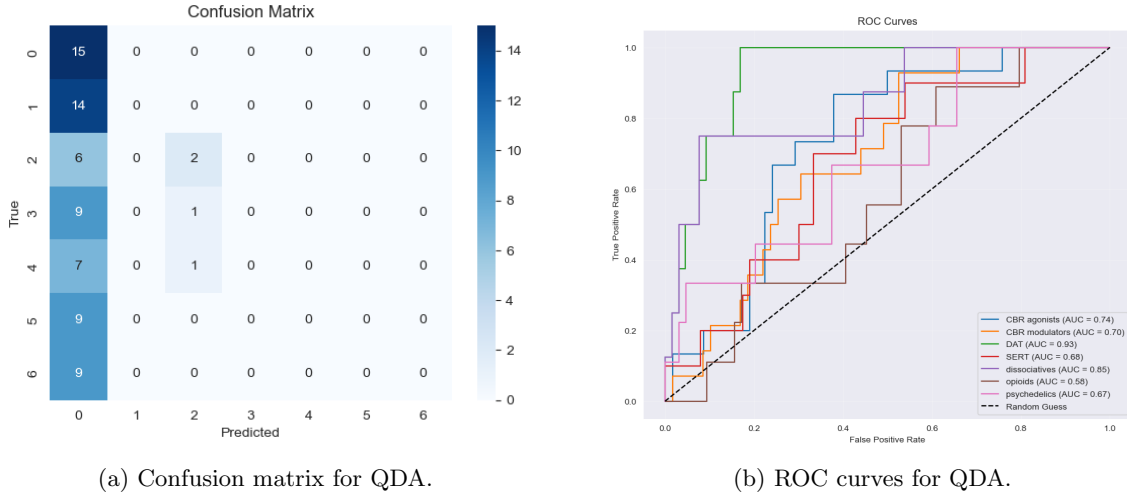 Confusion Matrix
0 15 0 0 0 0 0 0
1 14 0 0 0 0 0 0
2 6 0 2 0 0 0 0
3 9 0 1 0 0 0 0
4 7 0 1 0 0 0 0
5 9 0 0 0 0 0 0
6 9 0 0 0 0 0 0
0 1 2 3 4 5 6
True
Predicted
14
12
10
8
6
4
2
0
(a) Confusion matrix for QDA.
ROC Curves
1.0
0.8
0.6
0.4
0.2
0.0
True Positive Rate
0.0 0.2 0.4 0.6 0.8 1.0
False Positive Rate
CBR agonists (AUC = 0.74)
CBR modulators (AUC = 0.70)
DAT (AUC = 0.93)
SERT (AUC = 0.68)
dissociatives (AUC = 0.85)
opioids (AUC = 0.58)
psychedelics (AUC = 0.67)
Random Guess
(b) ROC curves for QDA.